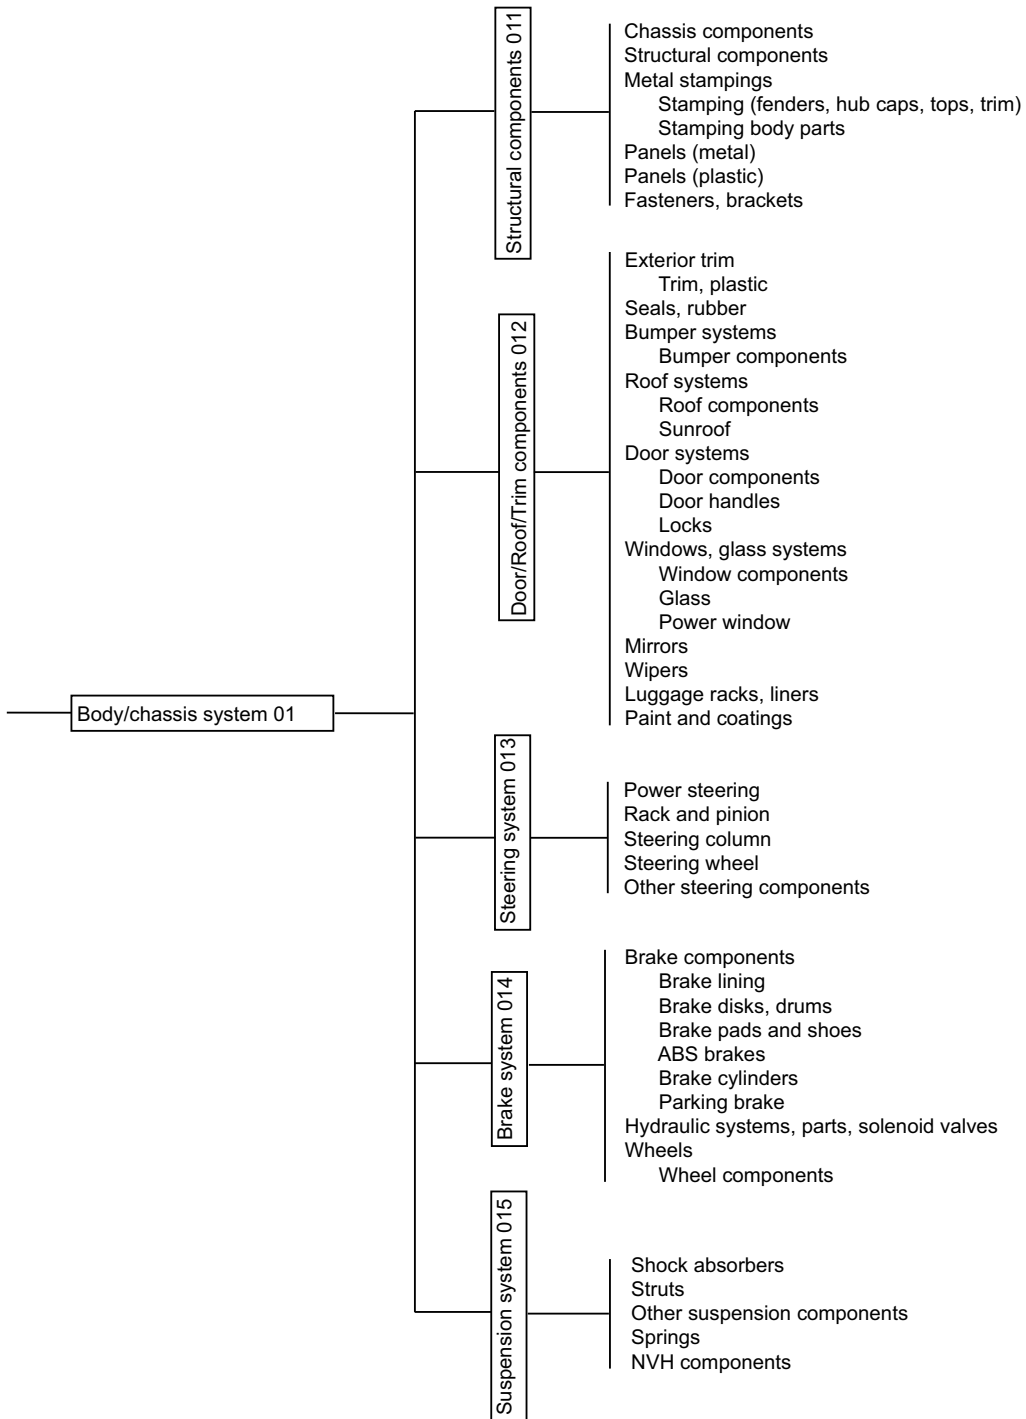 Body/chassis system 01
Structural components 011
Chassis components
Structural components
Metal stampings
Stamping (fenders, hub caps, tops, trim)
Stamping body parts
Panels (metal)
Panels (plastic)
Fasteners, brackets
Door/Roof/Trim components 012
Exterior trim
Trim, plastic
Seals, rubber
Bumper systems
Bumper components
Roof systems
Roof components
Sunroof
Door systems
Door components
Door handles
Locks
Windows, glass systems
Window components
Glass
Power window
Mirrors
Wipers
Luggage racks, liners
Paint and coatings
Steering system 013
Power steering
Rack and pinion
Steering column
Steering wheel
Other steering components
Brake system 014
Brake components
Brake lining
Brake disks, drums
Brake pads and shoes
ABS brakes
Brake cylinders
Parking brake
Hydraulic systems, parts, solenoid valves
Wheels
Wheel components
Suspension system 015
Shock absorbers
Struts
Other suspension components
Springs
NVH components